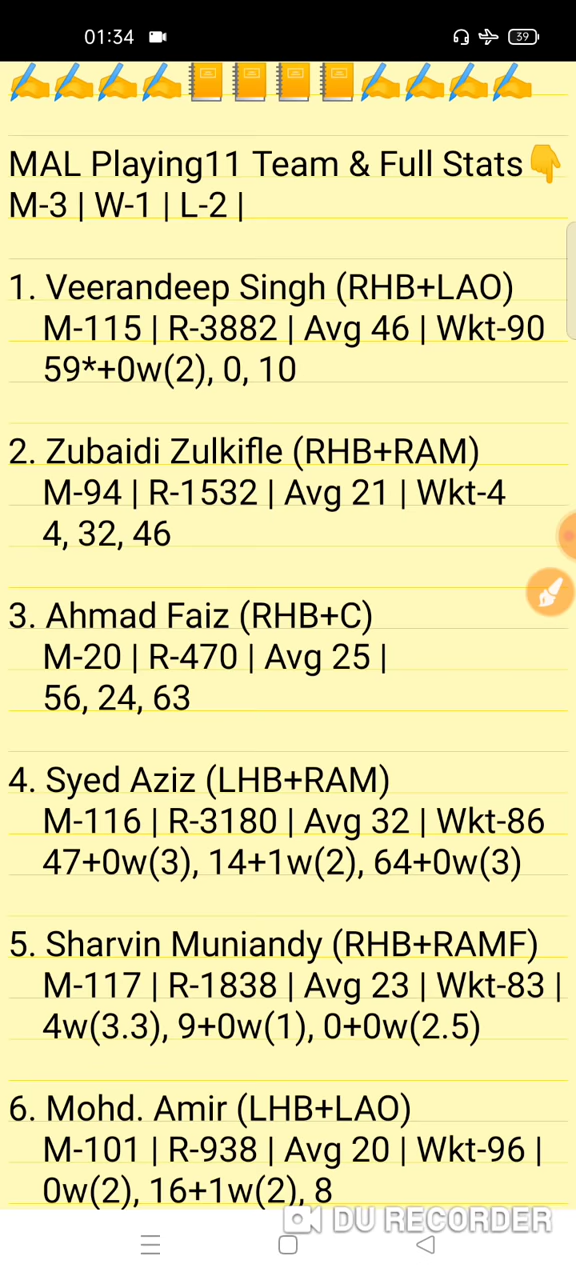 01:34
39
MAL Playing11 Team & Full Stats👇
M-3 | W-1 | L-2 |
1. Veerandeep Singh (RHB+LAO)
M-115 | R-3882 | Avg 46 | Wkt-90
59*+0w(2), 0, 10
2. Zubaidi Zulkifle (RHB+RAM)
M-94 | R-1532 | Avg 21 | Wkt-4
4, 32, 46
3. Ahmad Faiz (RHB+C)
M-20 | R-470 | Avg 25 |
56, 24, 63
4. Syed Aziz (LHB+RAM)
M-116 | R-3180 | Avg 32 | Wkt-86
47+0w(3), 14+1w(2), 64+0w(3)
5. Sharvin Muniandy (RHB+RAMF)
M-117 | R-1838 | Avg 23 | Wkt-83 |
4w(3.3), 9+0w(1), 0+0w(2.5)
6. Mohd. Amir (LHB+LAO)
M-101 | R-938 | Avg 20 | Wkt-96 |
0w(2), 16+1w(2), 8
DU RECORDER